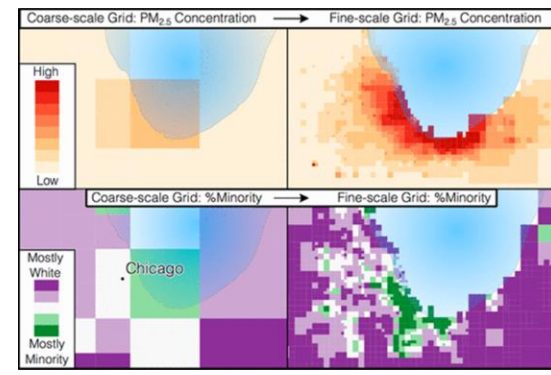 Coarse-scale Grid: PM2.5 Concentration
Fine-scale Grid: PM2.5 Concentration
High
Low
Coarse-scale Grid: %Minority
Fine-scale Grid: %Minority
Mostly
White
Chicago
Mostly
Minority